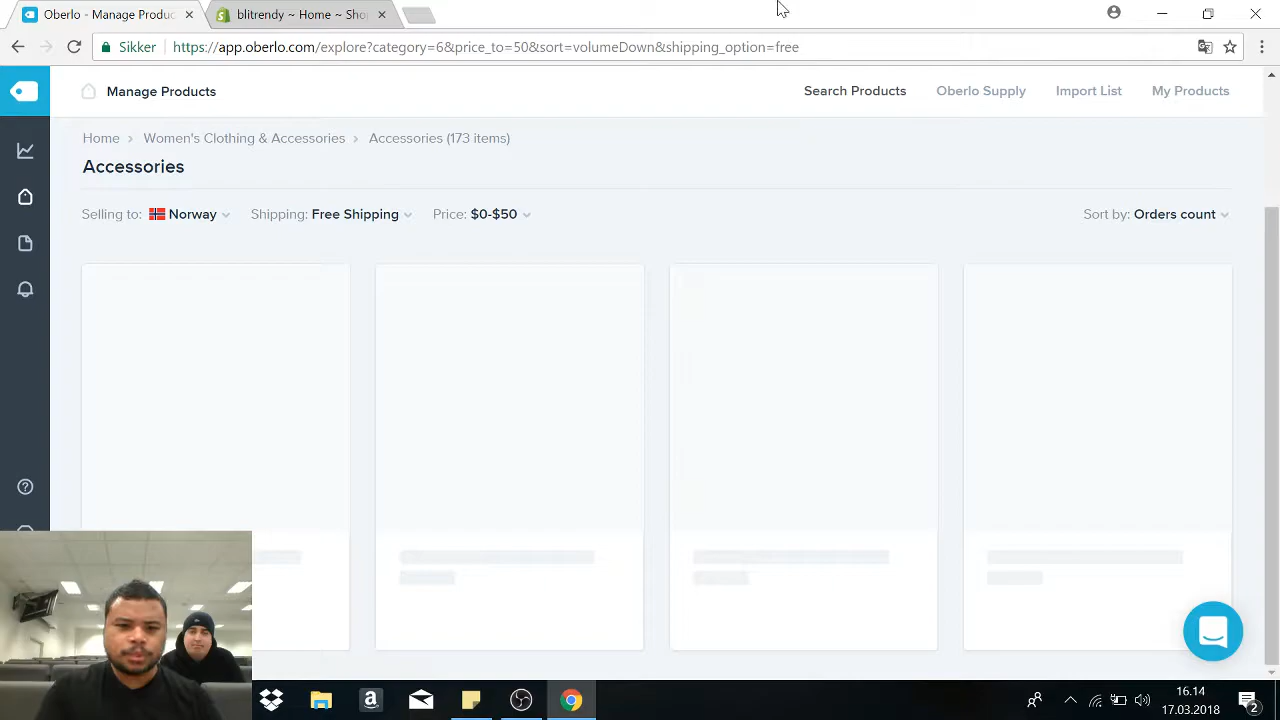 Oberlo - Manage Produc
blitrendy ~ Home ~ Sho
Sikker
https://app.oberlo.com/explore?category=6&price_to=50&sort=volumeDown&shipping_option=free
Manage Products
Search Products
Oberlo Supply
Import List
My Products
Home > Women's Clothing & Accessories > Accessories (173 items)
Accessories
Selling to: Norway
Shipping: Free Shipping
Price: $0-$50
Sort by: Orders count
16.14
17.03.2018
2